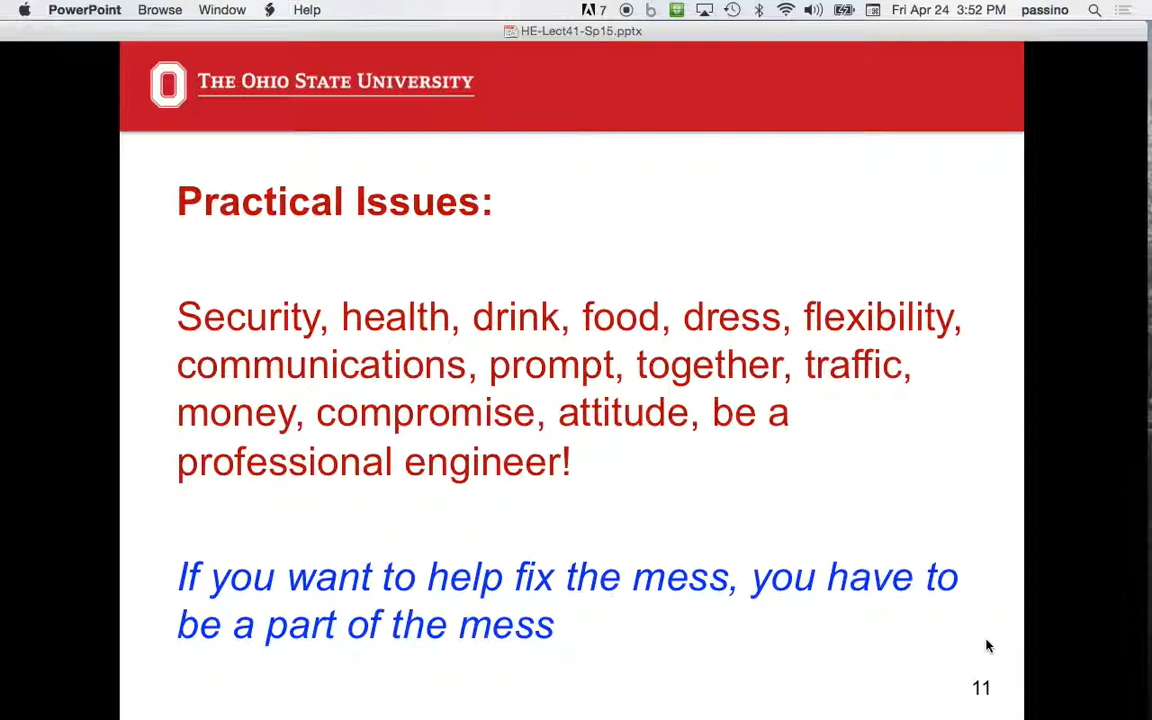 PowerPoint Browse Window Help 7 Fri Apr 24 3:52 PM passino
HE-Lect41-Sp15.pptx
THE OHIO STATE UNIVERSITY
Practical Issues:
Security, health, drink, food, dress, flexibility,
communications, prompt, together, traffic,
money, compromise, attitude, be a
professional engineer!
If you want to help fix the mess, you have to
be a part of the mess
11